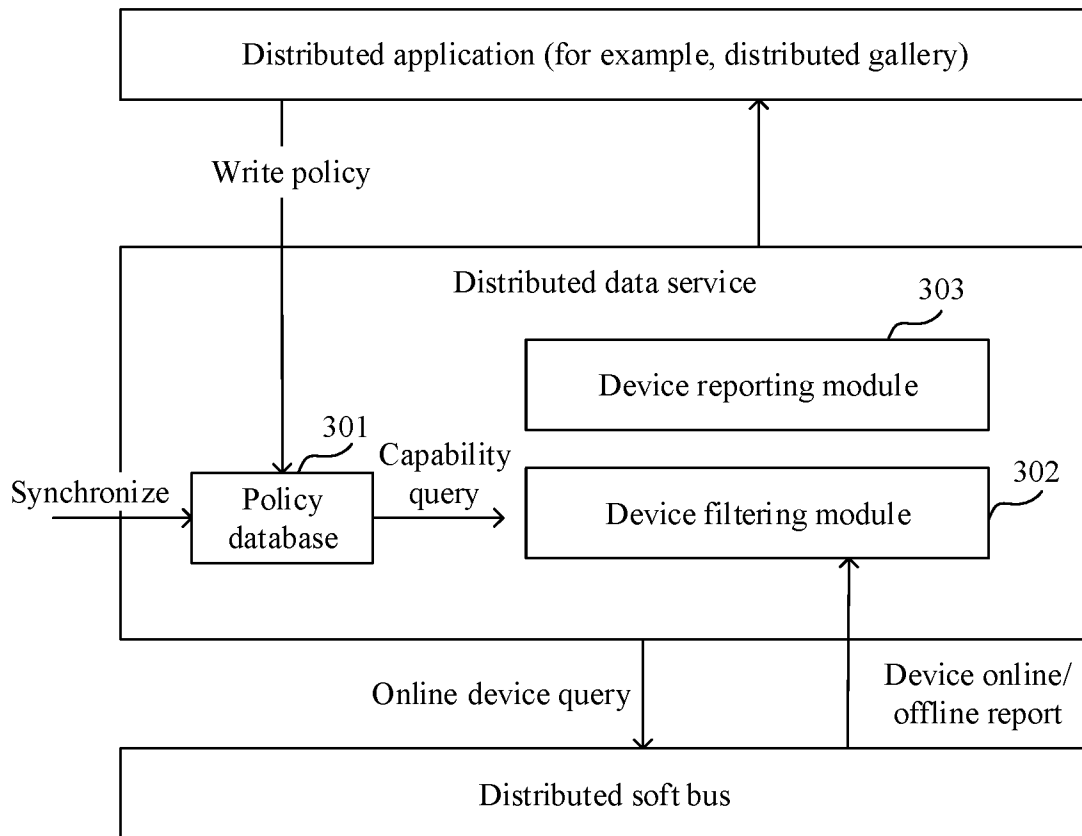 Distributed application (for example, distributed gallery)
Write policy
Distributed data service
303
Device reporting module
301
Capability
query
302
Synchronize
Policy
database
Device filtering module
Online device query
Device online/
offline report
Distributed soft bus